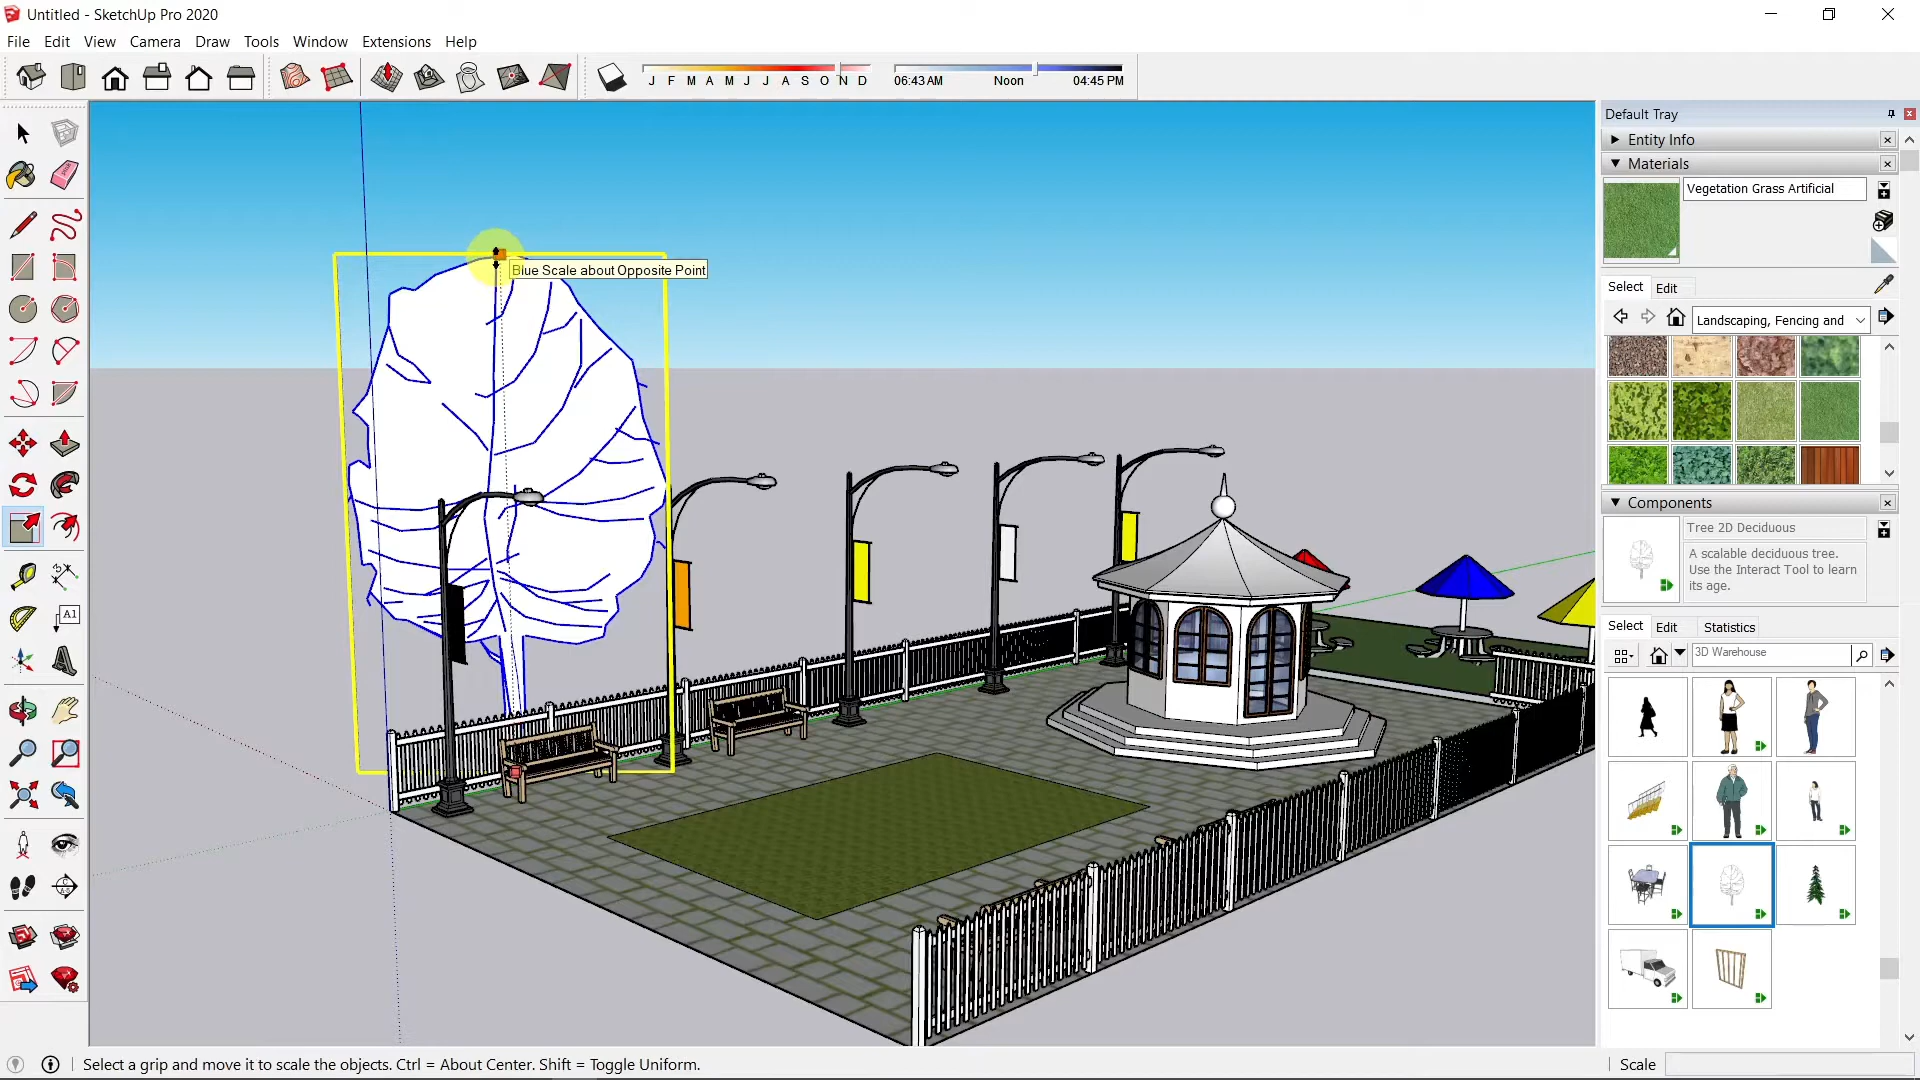 Untitled - SketchUp Pro 2020
File Edit View Camera Draw Tools Window Extensions Help
J F M A M J J A S O N D
06:43 AM Noon 04:45 PM
Default Tray
Entity Info
Materials
Vegetation Grass Artificial
Select Edit
Landscaping, Fencing and
Blue Scale about Opposite Point
Components
Tree 2D Deciduous
A scalable deciduous tree.
Use the Interact Tool to learn
its age.
Select Edit Statistics
3D Warehouse
A1
Select a grip and move it to scale the objects. Ctrl = About Center. Shift = Toggle Uniform.
Scale